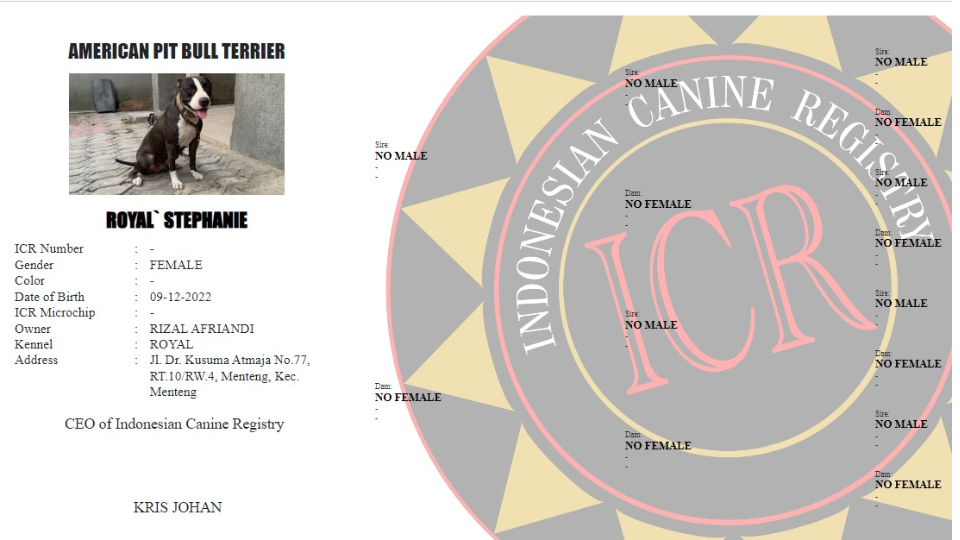 AMERICAN PIT BULL TERRIER
ROYAL` STEPHANIE
ICR Number : -
Gender : FEMALE
Color : -
Date of Birth : 09-12-2022
ICR Microchip : -
Owner : RIZAL AFRIANDI
Kennel : ROYAL
Address : Jl. Dr. Kusuma Atmaja No.77,
RT.10/RW.4, Menteng, Kec.
Menteng
CEO of Indonesian Canine Registry
KRIS JOHAN
INDONESIAN CANINE REGISTRY
ICR
Sire:
NO MALE
-
-
Dam:
NO FEMALE
-
-
Sire:
NO MALE
-
-
Dam:
NO FEMALE
-
-
Sire:
NO MALE
-
-
Dam:
NO FEMALE
-
-
Sire:
NO MALE
-
-
Dam:
NO FEMALE
-
-
Sire:
NO MALE
-
-
Dam:
NO FEMALE
-
-
Sire:
NO MALE
-
-
Dam:
NO FEMALE
-
-
Sire:
NO MALE
-
-
Dam:
NO FEMALE
-
-